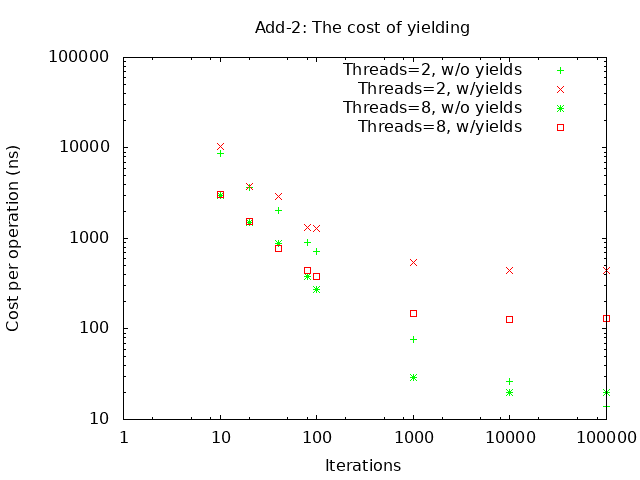 Add-2: The cost of yielding
Cost per operation (ns)
100000
10000
1000
100
10
Threads=2, w/o yields
Threads=2, w/yields
Threads=8, w/o yields
Threads=8, w/yields
1 10 100 1000 10000 100000
Iterations